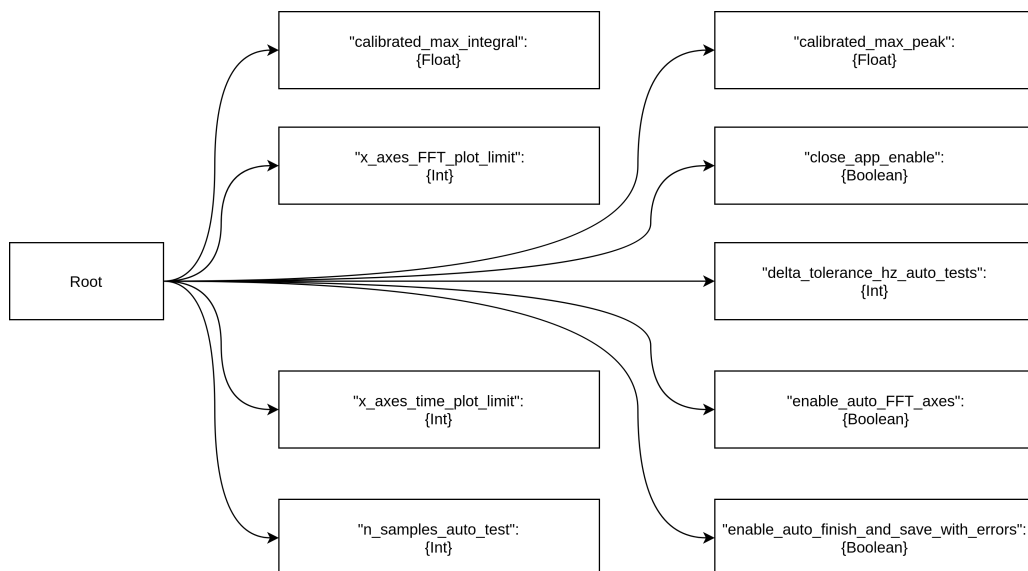 "calibrated_max_integral":
{Float}
"calibrated_max_peak":
{Float}
"x_axes_FFT_plot_limit":
{Int}
"close_app_enable":
{Boolean}
Root
"delta_tolerance_hz_auto_tests":
{Int}
"x_axes_time_plot_limit":
{Int}
"enable_auto_FFT_axes":
{Boolean}
"n_samples_auto_test":
{Int}
"enable_auto_finish_and_save_with_errors":
{Boolean}